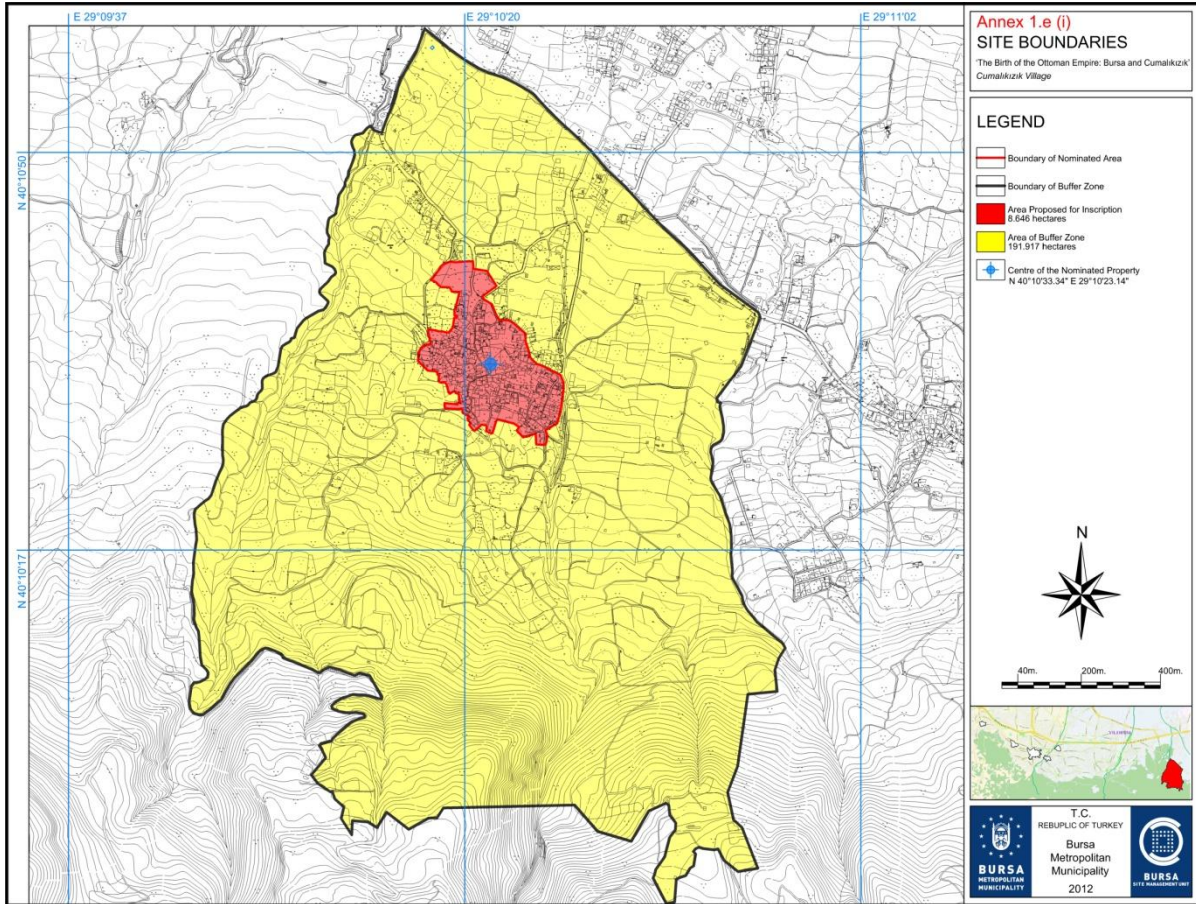 E 29°09'37
E 29°10'20
E 29°11'02
N 40°10'50
N 40°10'17
Annex 1.e (i)
SITE BOUNDARIES
'The Birth of the Ottoman Empire: Bursa and Cumalıkızık'
Cumalıkızık Village
LEGEND
Boundary of Nominated Area
Boundary of Buffer Zone
Area Proposed for Inscription
8.646 hectares
Area of Buffer Zone
191.917 hectares
Centre of the Nominated Property
N 40°10'33.34" E 29°10'23.14"
N
40m.
200m.
400m.
BURSA
METROPOLITAN
MUNICIPALITY
T.C.
REBUPLIC OF TURKEY
Bursa
Metropolitan
Municipality
2012
BURSA
SITE MANAGEMENT UNIT